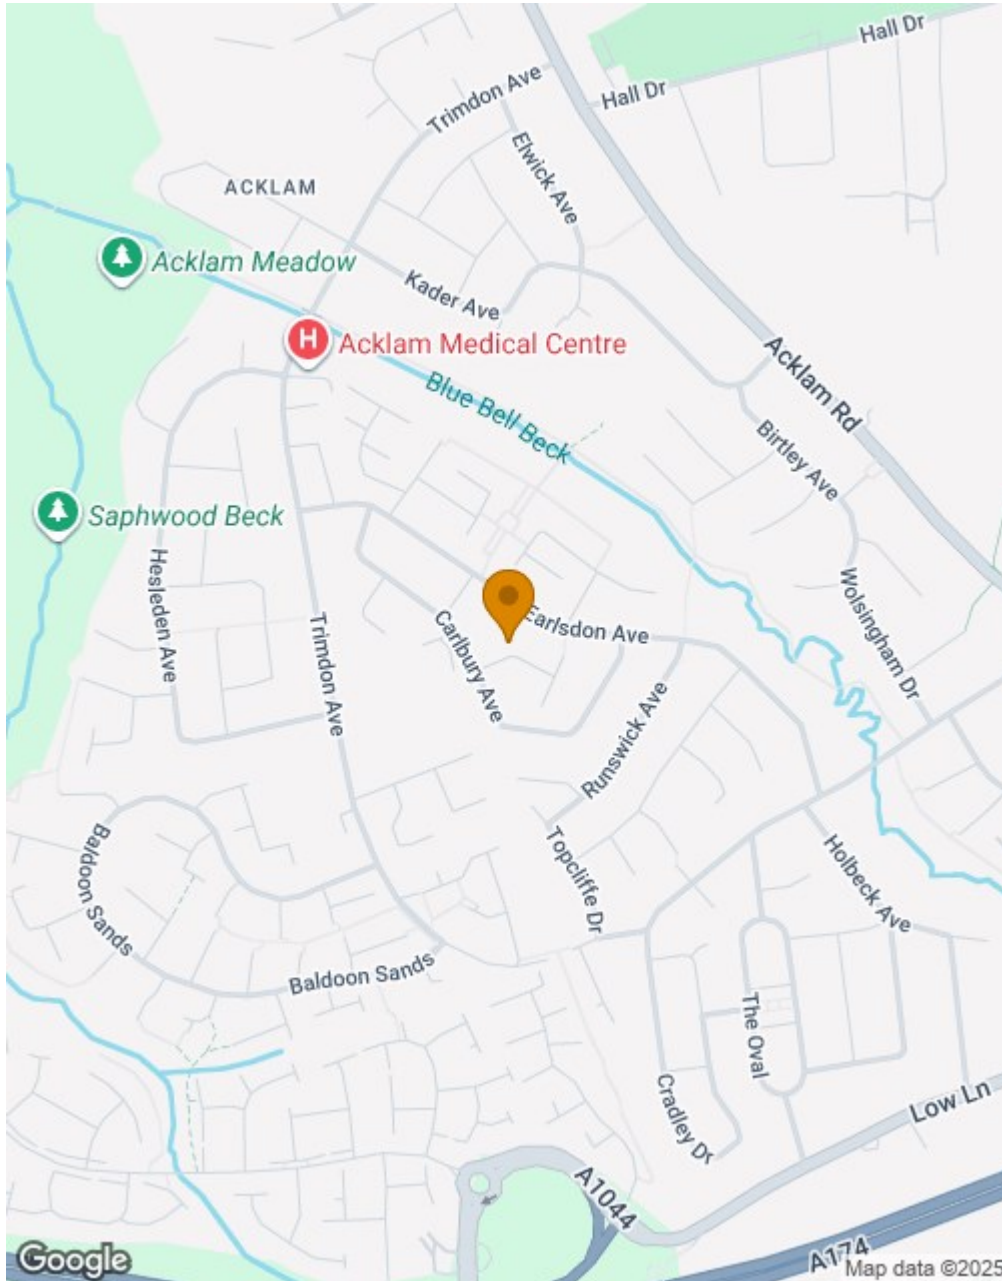 Hall Dr
Hall Dr
Trimdon Ave
Elwick Ave
ACKLAM
Acklam Meadow
Kader Ave
Acklam Medical Centre
Acklam Rd
Blue Bell Beck
Birtley Ave
Saphwood Beck
Hesleden Ave
Wolsingham Dr
Earlsdon Ave
Trimdon Ave
Carlbury Ave
Runswick Ave
Baldoon Sands
Topcliffe Dr
Holbeck Ave
Baldoon Sands
The Oval
Cradley Dr
Low Ln
A1044
A174
Google
Map data ©2025
H